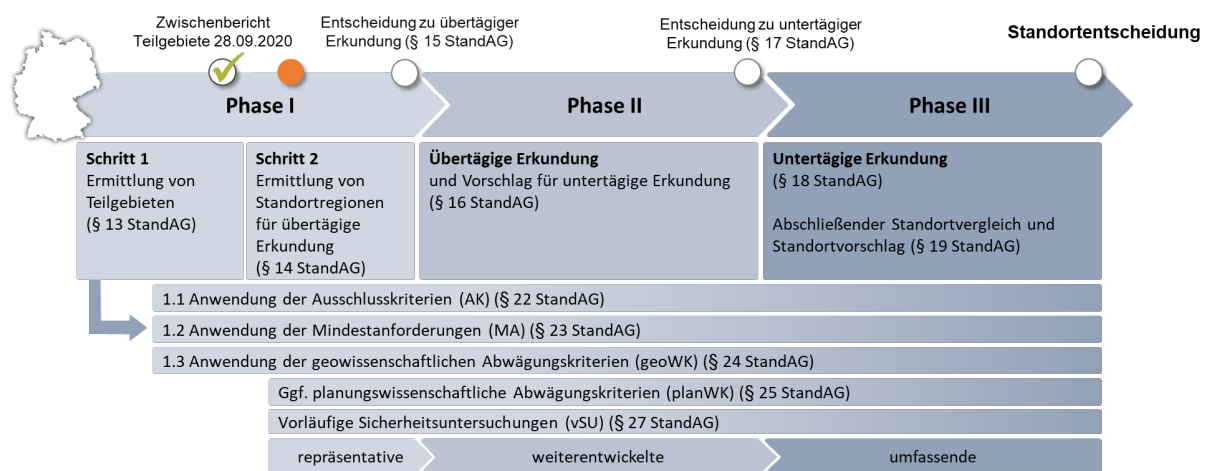 Zwischenbericht
Teilgebiete 28.09.2020
Entscheidung zu übertägiger
Erkundung (§ 15 StandAG)
Entscheidung zu untertägiger
Erkundung (§ 17 StandAG)
Standortentscheidung
Phase I
Phase II
Phase III
Schritt 1
Ermittlung von
Teilgebieten
(§ 13 StandAG)
Schritt 2
Ermittlung von
Standortregionen
für übertägige
Erkundung
(§ 14 StandAG)
Übertägige Erkundung
und Vorschlag für untertägige Erkundung
(§ 16 StandAG)
Untertägige Erkundung
(§ 18 StandAG)
Abschließender Standortvergleich und
Standortvorschlag (§ 19 StandAG)
1.1 Anwendung der Ausschlusskriterien (AK) (§ 22 StandAG)
1.2 Anwendung der Mindestanforderungen (MA) (§ 23 StandAG)
1.3 Anwendung der geowissenschaftlichen Abwägungskriterien (geoWK) (§ 24 StandAG)
Ggf. planungswissenschaftliche Abwägungskriterien (planWK) (§ 25 StandAG)
Vorläufige Sicherheitsuntersuchungen (vSU) (§ 27 StandAG)
repräsentative
weiterentwickelte
umfassende